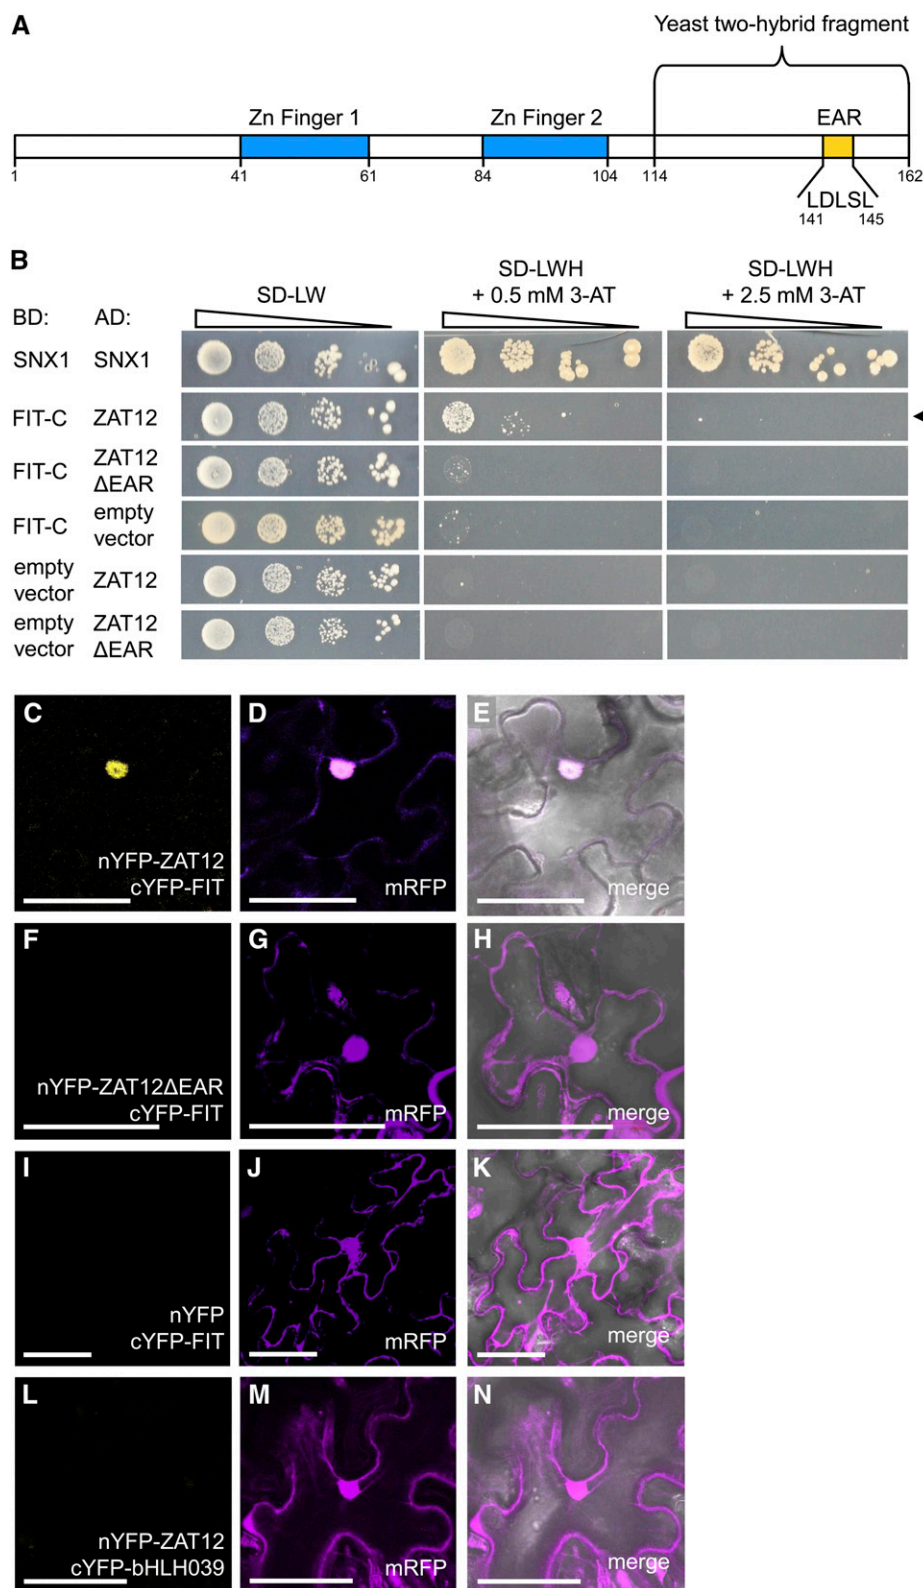 A
Yeast two-hybrid fragment
Zn Finger 1
Zn Finger 2
EAR
1
41
61
84
104
114
162
LDLSL
141
145
B
SD-LW
SD-LWH
+ 0.5 mM 3-AT
SD-LWH
+ 2.5 mM 3-AT
BD:
AD:
SNX1
SNX1
FIT-C
ZAT12
FIT-C
ZAT12
ΔEAR
FIT-C
empty
vector
empty
vector
ZAT12
empty
vector
ZAT12
ΔEAR
C
nYFP-ZAT12
cYFP-FIT
D
mRFP
E
merge
F
nYFP-ZAT12ΔEAR
cYFP-FIT
G
mRFP
H
merge
I
nYFP
cYFP-FIT
J
mRFP
K
merge
L
nYFP-ZAT12
cYFP-bHLH039
M
mRFP
N
merge